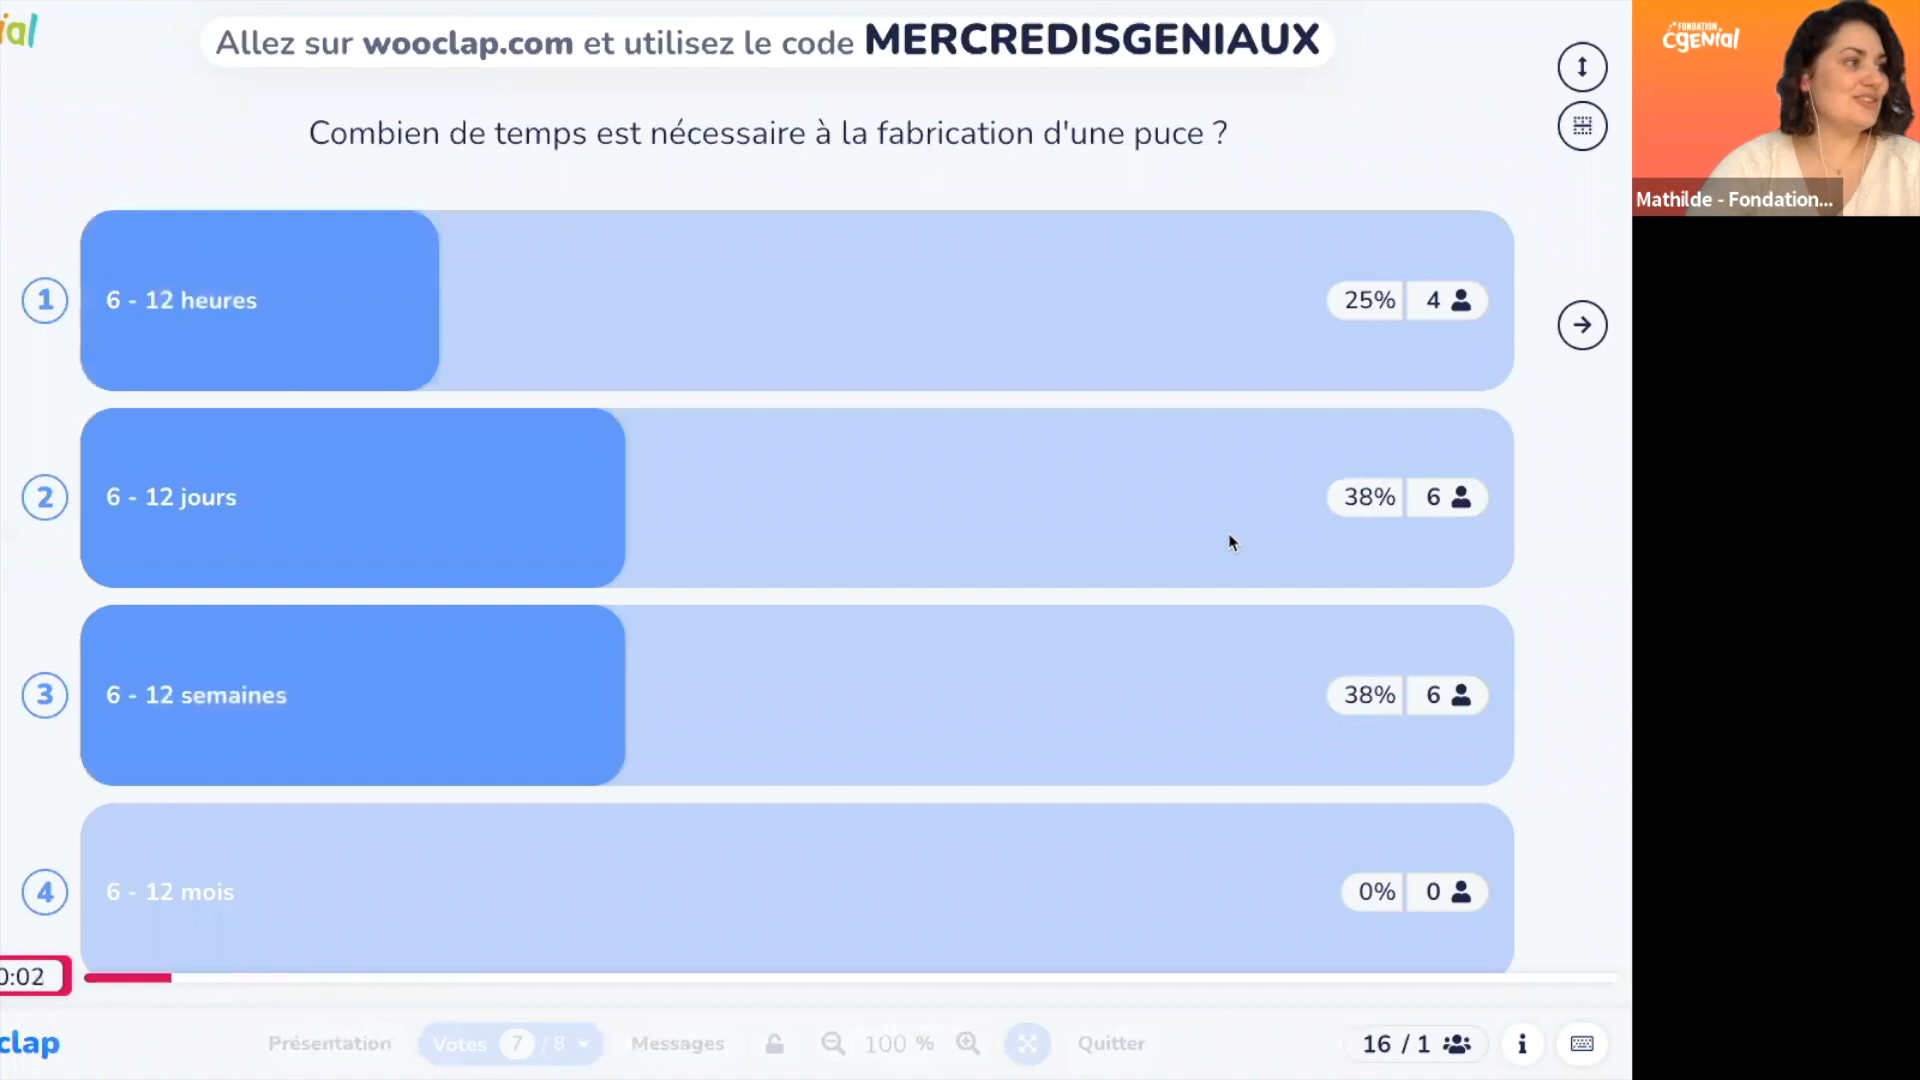 ial
Allez sur wooclap.com et utilisez le code MERCREDISGENIAUX
FONDATION
CGENIAL
Mathilde - Fondation...
Combien de temps est nécessaire à la fabrication d'une puce ?
1
6 - 12 heures
25% 4
2
6 - 12 jours
38% 6
3
6 - 12 semaines
38% 6
4
6 - 12 mois
0% 0
0:02
clap
Présentation
Votes 7 / 8
Messages
100 %
Quitter
16 / 1
i